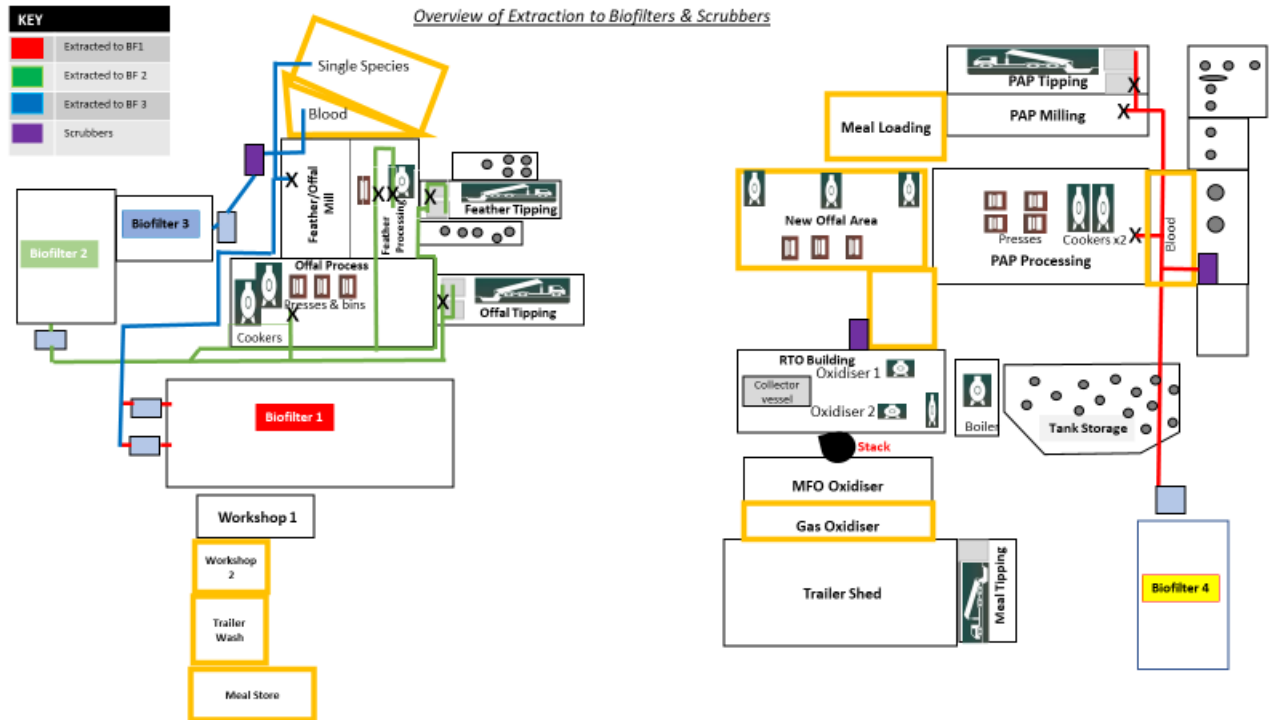 Overview of Extraction to Biofilters & Scrubbers
KEY
Extracted to BF1
Extracted to BF 2
Extracted to BF 3
Scrubbers
Single Species
Blood
Feather/Offal
Mill
Feather
Processing
Feather Tipping
Biofilter 3
Biofilter 2
Offal Process
Presses & bins
Cookers
Offal Tipping
Biofilter 1
Workshop 1
Workshop
2
Trailer
Wash
Meal Store
PAP Tipping
PAP Milling
Meal Loading
New Offal Area
Presses
Cookers x2
PAP Processing
Blood
RTO Building
Oxidiser 1
Collector
vessel
Oxidiser 2
Boiler
Tank Storage
Stack
MFO Oxidiser
Gas Oxidiser
Trailer Shed
Meal Tipping
Biofilter 4
X
X
X
X
X
X
X
X
X